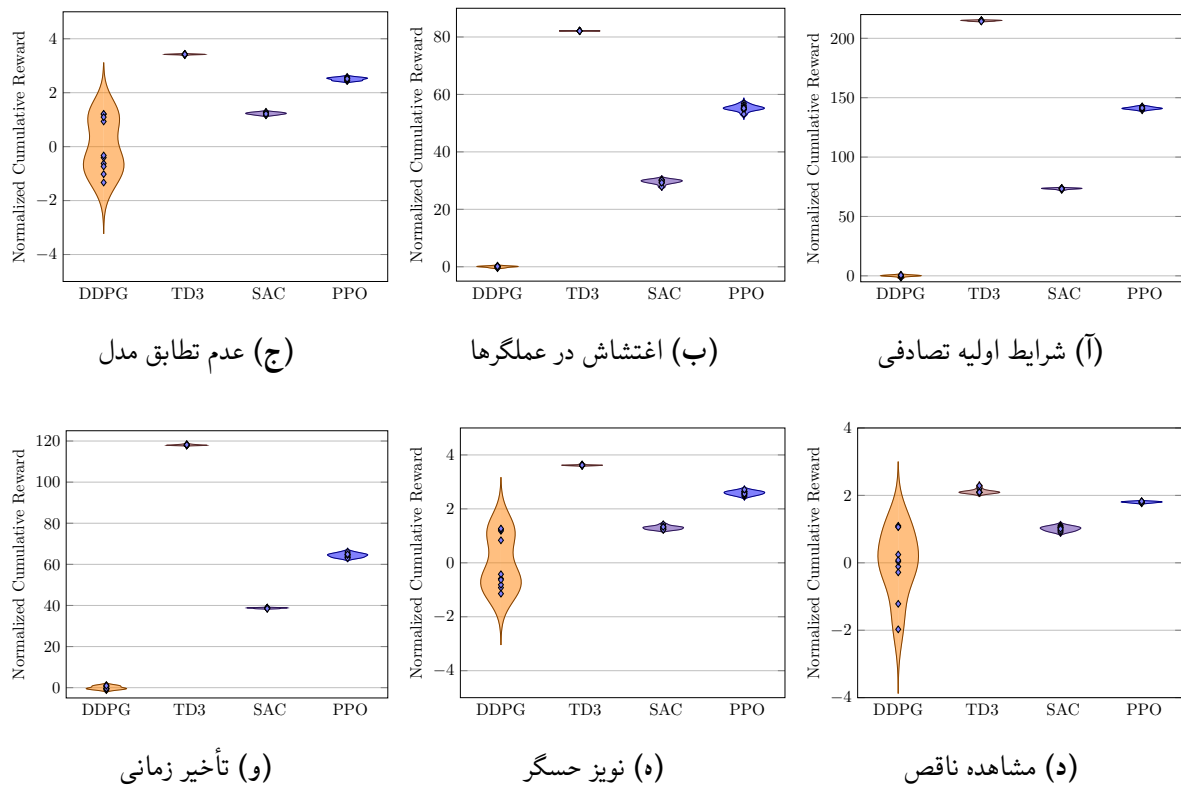 Normalized Cumulative Reward
4
2
0
−2
−4
DDPG TD3 SAC PPO
(ج) عدم تطابق مدل
Normalized Cumulative Reward
80
60
40
20
0
DDPG TD3 SAC PPO
(ب) اغتشاش در عملگرها
Normalized Cumulative Reward
200
150
100
50
0
DDPG TD3 SAC PPO
(آ) شرایط اولیه تصادفی
Normalized Cumulative Reward
120
100
80
60
40
20
0
DDPG TD3 SAC PPO
(و) تأخیر زمانی
Normalized Cumulative Reward
4
2
0
−2
−4
DDPG TD3 SAC PPO
(ه) نویز حسگر
Normalized Cumulative Reward
4
2
0
−2
−4
DDPG TD3 SAC PPO
(د) مشاهده ناقص